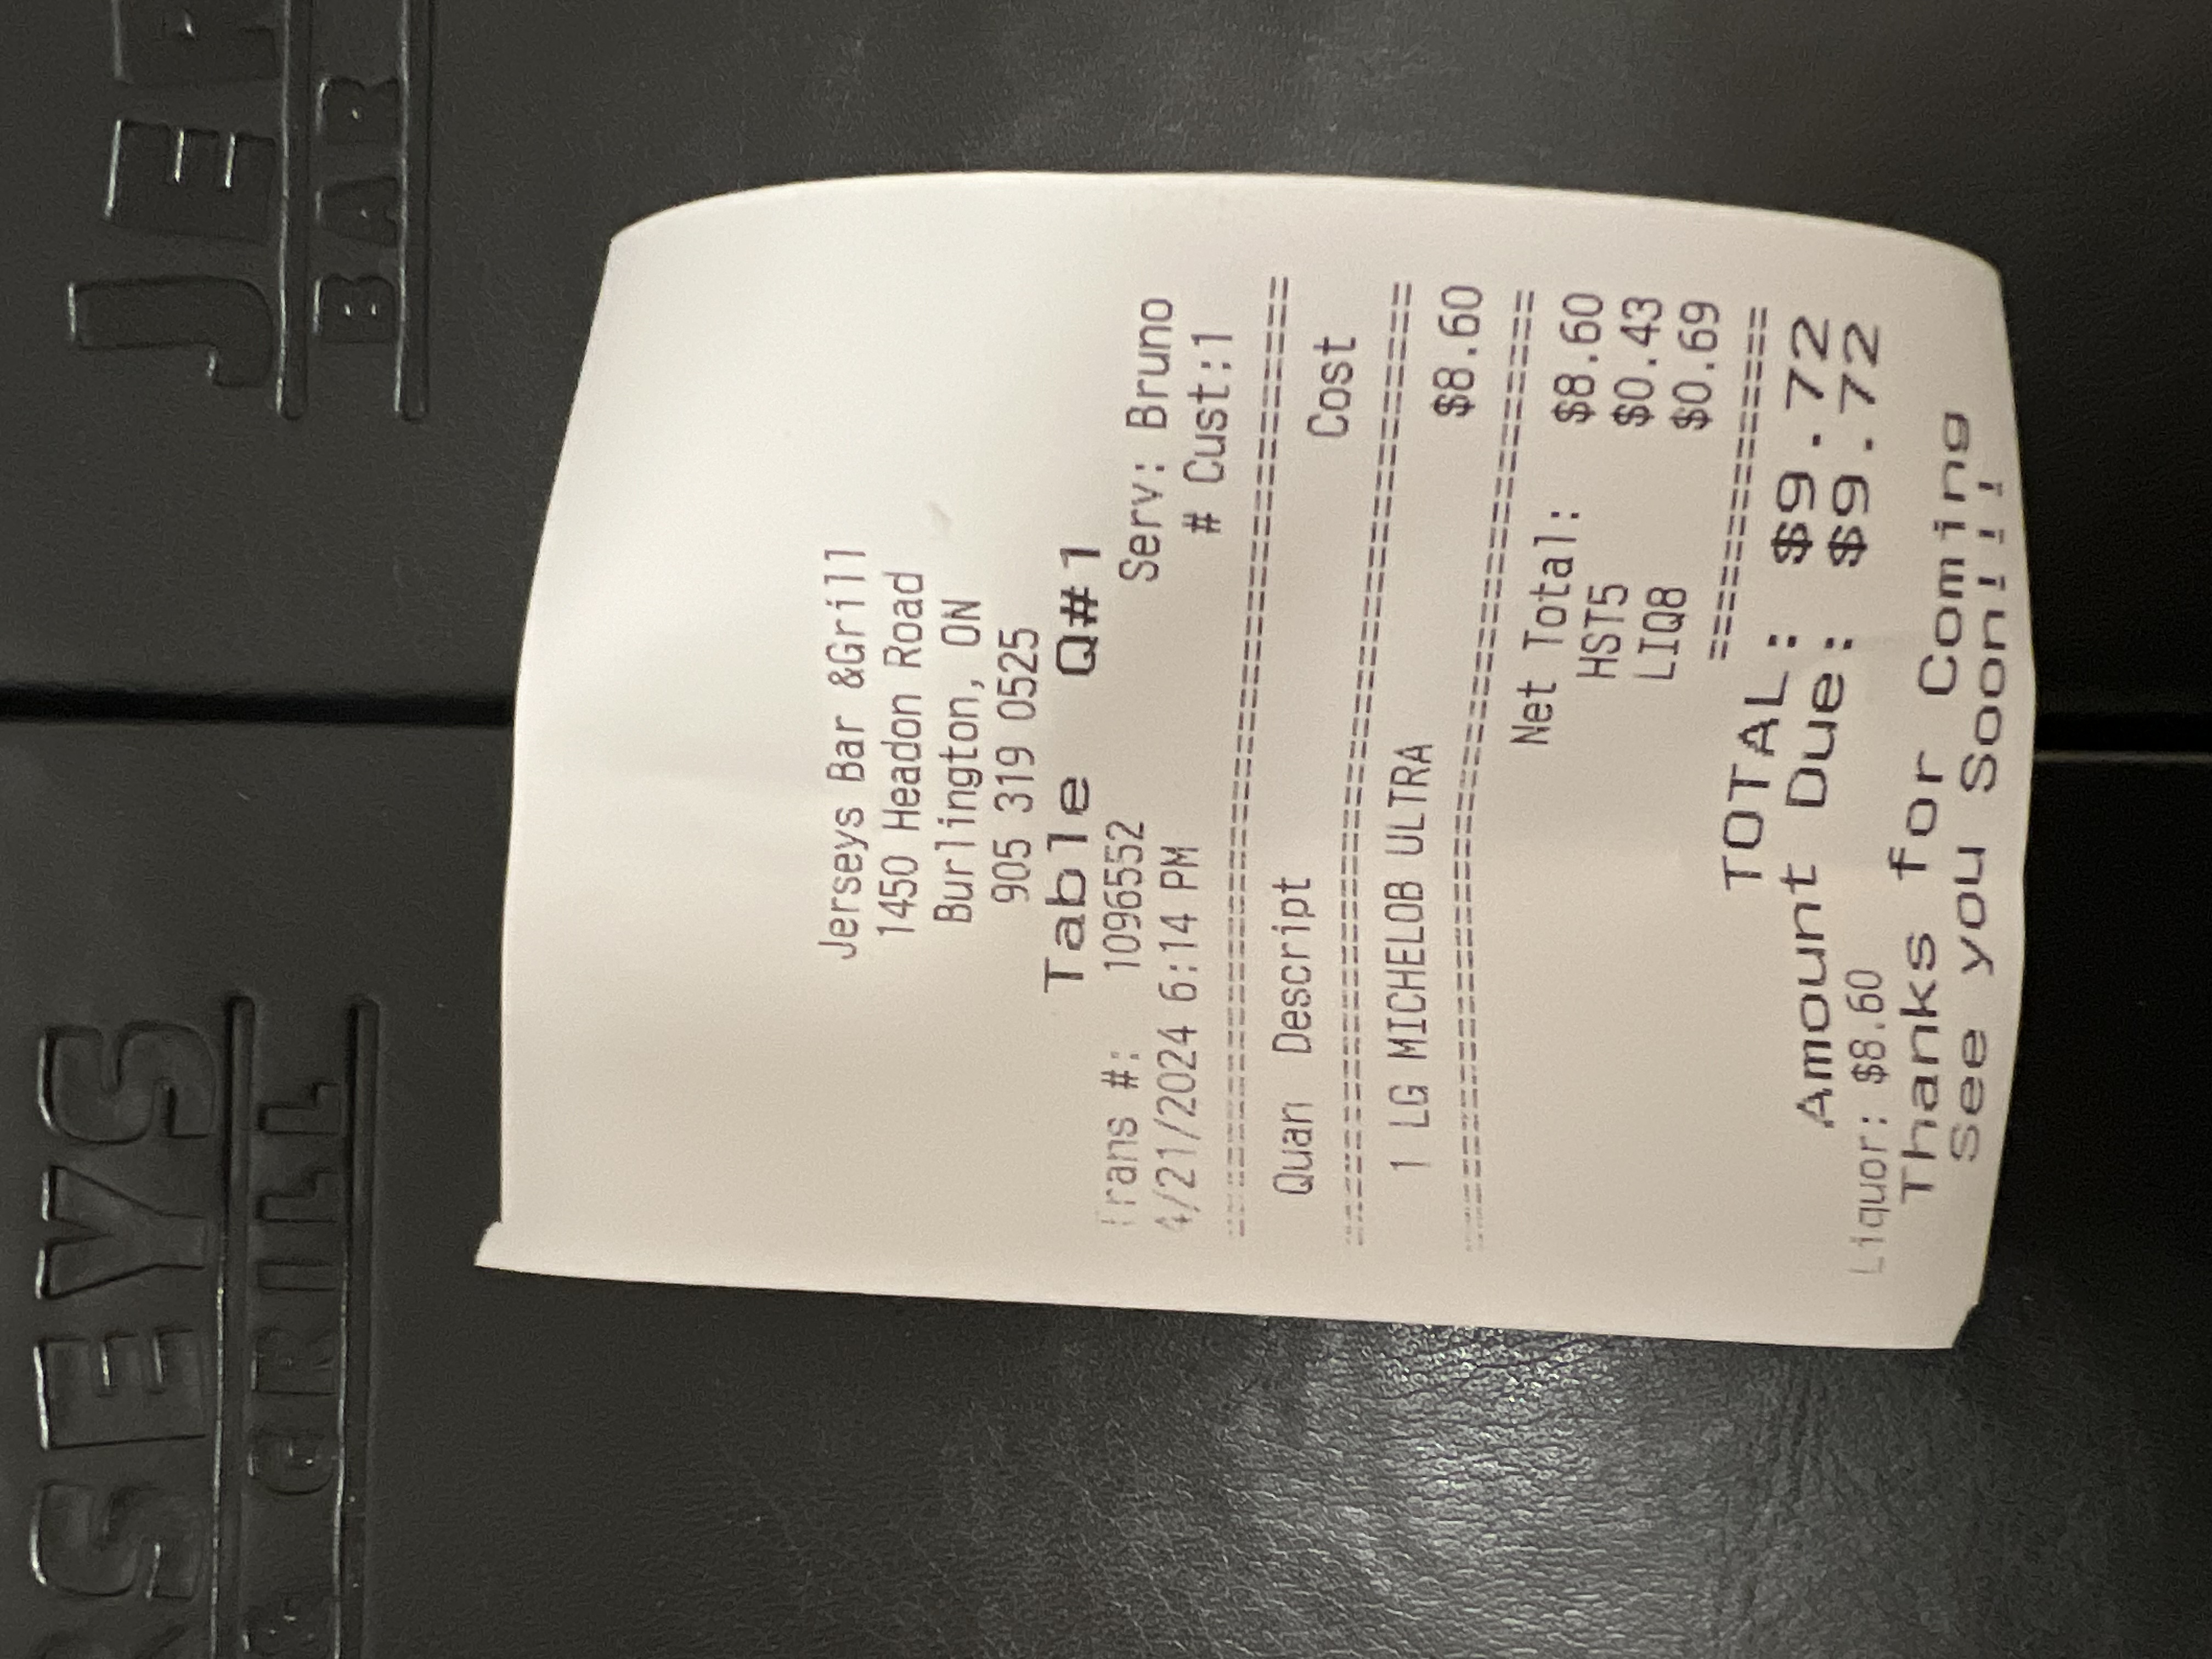 RSEYS
& GRILL
JER
BAR
Jerseys Bar &Grill
1450 Headon Road
Burlington, ON
905 319 0525
Table Q#1
Trans #: 1096552 Serv: Bruno
4/21/2024 6:14 PM # Cust:1
==============================
Quan Descript Cost
==============================
1 LG MICHELOB ULTRA $8.60
==============================
Net Total: $8.60
HST5 $0.43
LIQ8 $0.69
=============
TOTAL: $9.72
Amount Due: $9.72
Liquor: $8.60
Thanks for Coming
See you Soon!!!